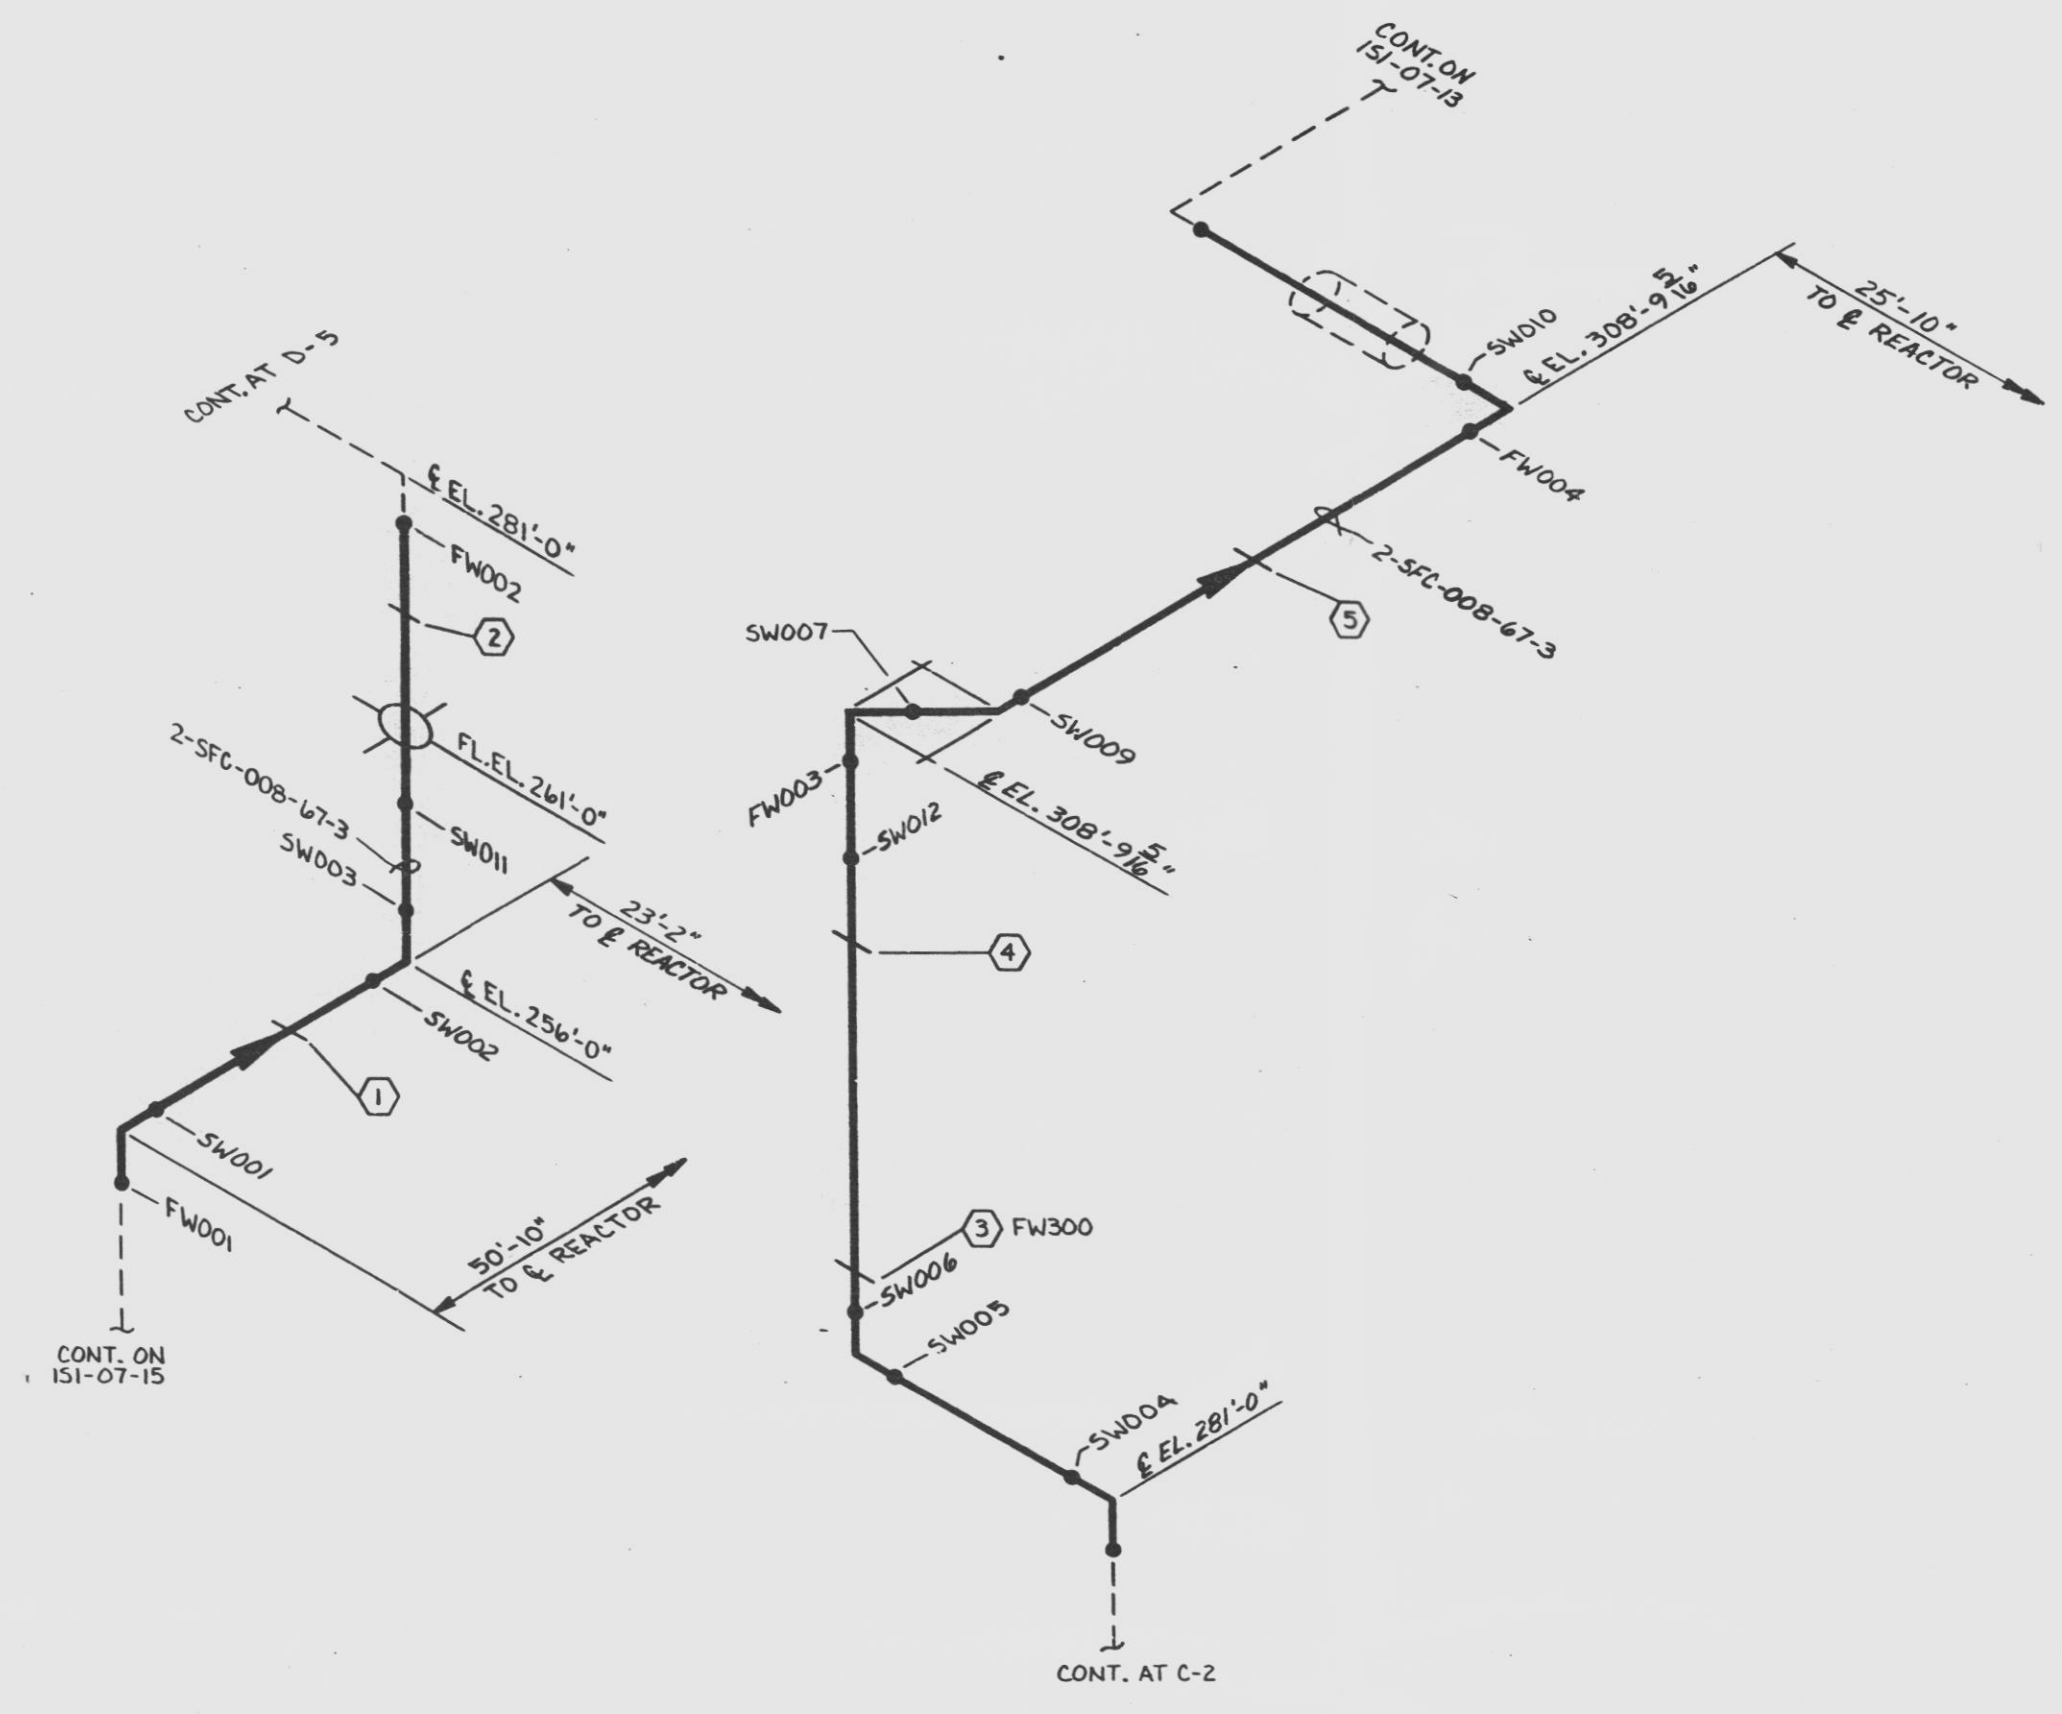 CONT. ON
ISI-07-13
25'-10"
TO ℄ REACTOR
℄ EL. 308'-9 5/16"
SW010
FW004
2-SFC-008-67-3
5
CONT. AT D-5
℄ EL. 281'-0"
FW002
2
FL.EL. 261'-0"
2-SFC-008-67-3
SW003
SW011
23'-2"
TO ℄ REACTOR
℄ EL. 256'-0"
SW002
1
SW001
FW001
50'-10"
TO ℄ REACTOR
CONT. ON
ISI-07-15
SW007
SW009
FW003
SW012
℄ EL. 308'-9 5/16"
4
3 FW300
SW006
SW005
SW004
℄ EL. 281'-0"
CONT. AT C-2